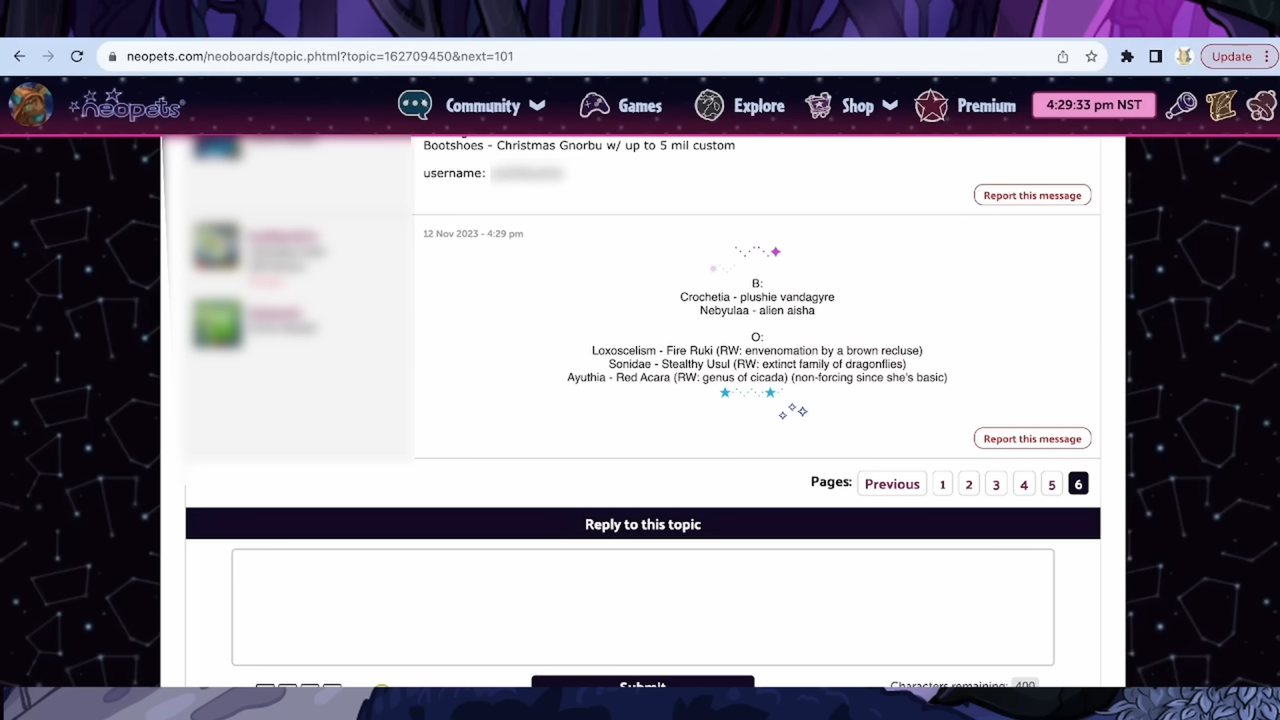 neopets.com/neoboards/topic.phtml?topic=162709450&next=101
Update
neopets
Community
Games
Explore
Shop
Premium
4:29:33 pm NST
Bootshoes - Christmas Gnorbu w/ up to 5 mil custom
username:
Report this message
12 Nov 2023 - 4:29 pm
B:
Crochetia - plushie vandagyre
Nebyulaa - alien aisha
O:
Loxoscelism - Fire Ruki (RW: envenomation by a brown recluse)
Sonidae - Stealthy Usul (RW: extinct family of dragonflies)
Ayuthia - Red Acara (RW: genus of cicada) (non-forcing since she's basic)
Report this message
Pages: Previous 1 2 3 4 5 6
Reply to this topic
Submit
Characters remaining: 400